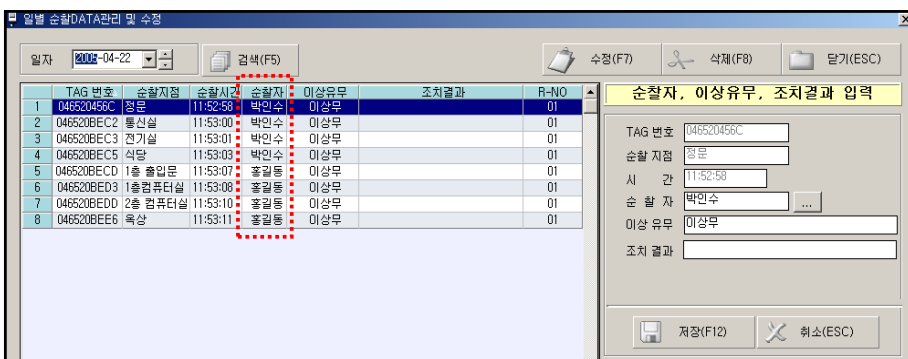 일별 순찰DATA관리 및 수정
일자 2005-04-22 검색(F5) 수정(F7) 삭제(F8) 닫기(ESC)
TAG 번호 순찰지점 순찰시간 순찰자 이상유무 조치결과 R-NO
1 046520456C 정문 11:52:58 박인수 이상무 01
2 046520BEC2 통신실 11:53:00 박인수 이상무 01
3 046520BEC3 전기실 11:53:01 박인수 이상무 01
4 046520BEC5 식당 11:53:03 박인수 이상무 01
5 046520BECD 1층 출입문 11:53:07 홍길동 이상무 01
6 046520BED3 1층컴퓨터실 11:53:08 홍길동 이상무 01
7 046520BEDD 2층 컴퓨터실 11:53:10 홍길동 이상무 01
8 046520BEE6 옥상 11:53:11 홍길동 이상무 01
순찰자, 이상유무, 조치결과 입력
TAG 번호 046520456C
순찰 지점 정문
시 간 11:52:58
순 찰 자 박인수 ...
이상 유무 이상무
조치 결과
저장(F12) 취소(ESC)